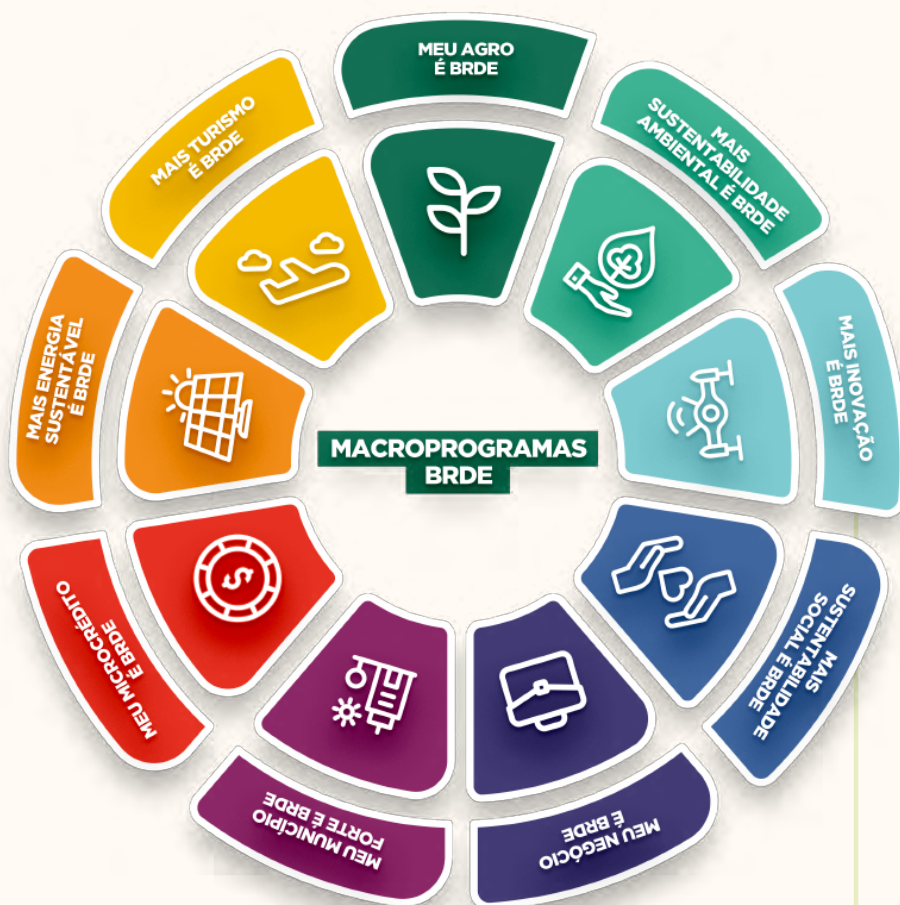 MEU AGRO
É BRDE
MAIS
SUSTENTABILIDADE
AMBIENTAL É BRDE
MAIS INOVAÇÃO
É BRDE
MAIS
SUSTENTABILIDADE
SOCIAL É BRDE
MEU NEGÓCIO
É BRDE
MEU MUNICÍPIO
FORTE É BRDE
MEU MICROCRÉDITO
É BRDE
MAIS ENERGIA
SUSTENTÁVEL
É BRDE
MAIS TURISMO
É BRDE
MACROPROGRAMAS
BRDE
$